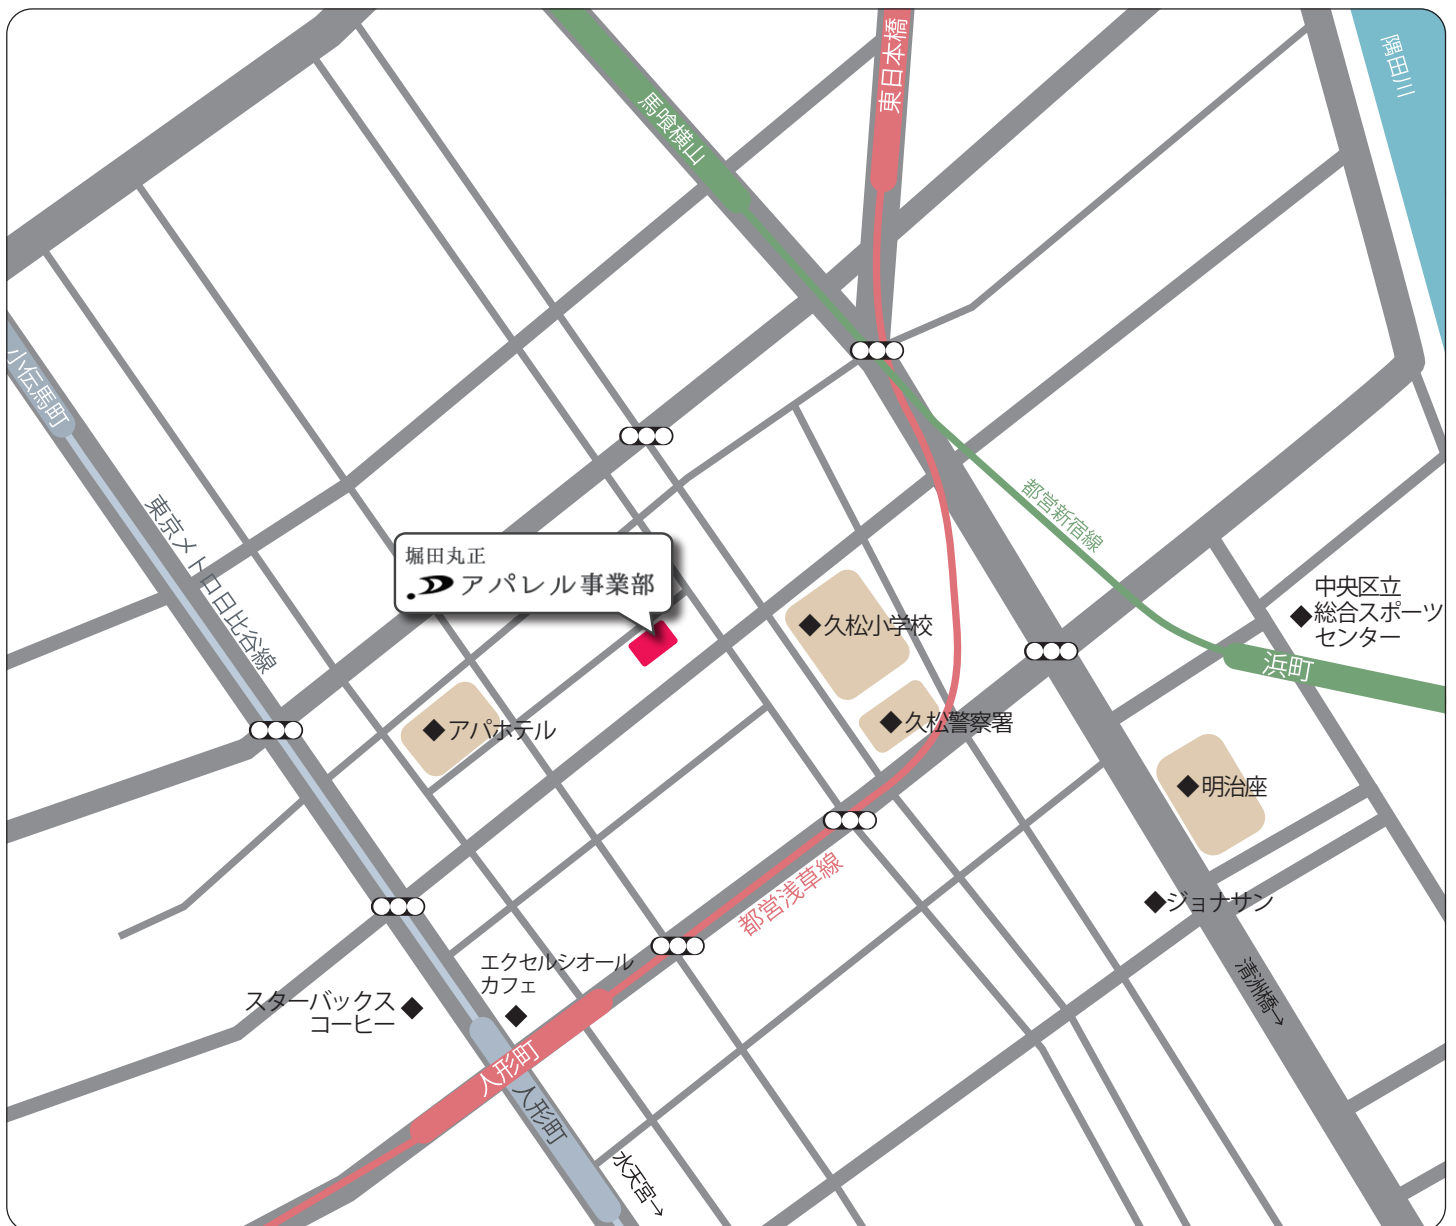 隅田川
東日本橋
馬喰横山
小伝馬町
東京メトロ日比谷線
都営新宿線
堀田丸正
アパレル事業部
中央区立
総合スポーツ
センター
久松小学校
浜町
久松警察署
アパホテル
明治座
都営浅草線
ジョナサン
エクセルシオール
カフェ
清洲橋→
スターバックス
コーヒー
人形町
人形町
水天宮→